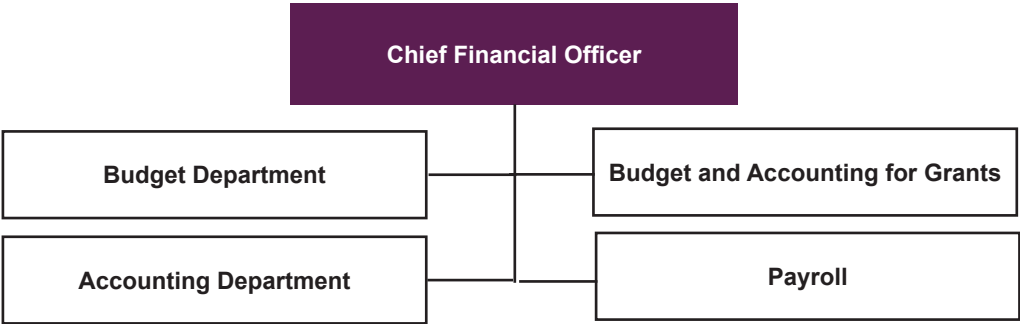 Chief Financial Officer
Budget Department
Budget and Accounting for Grants
Accounting Department
Payroll